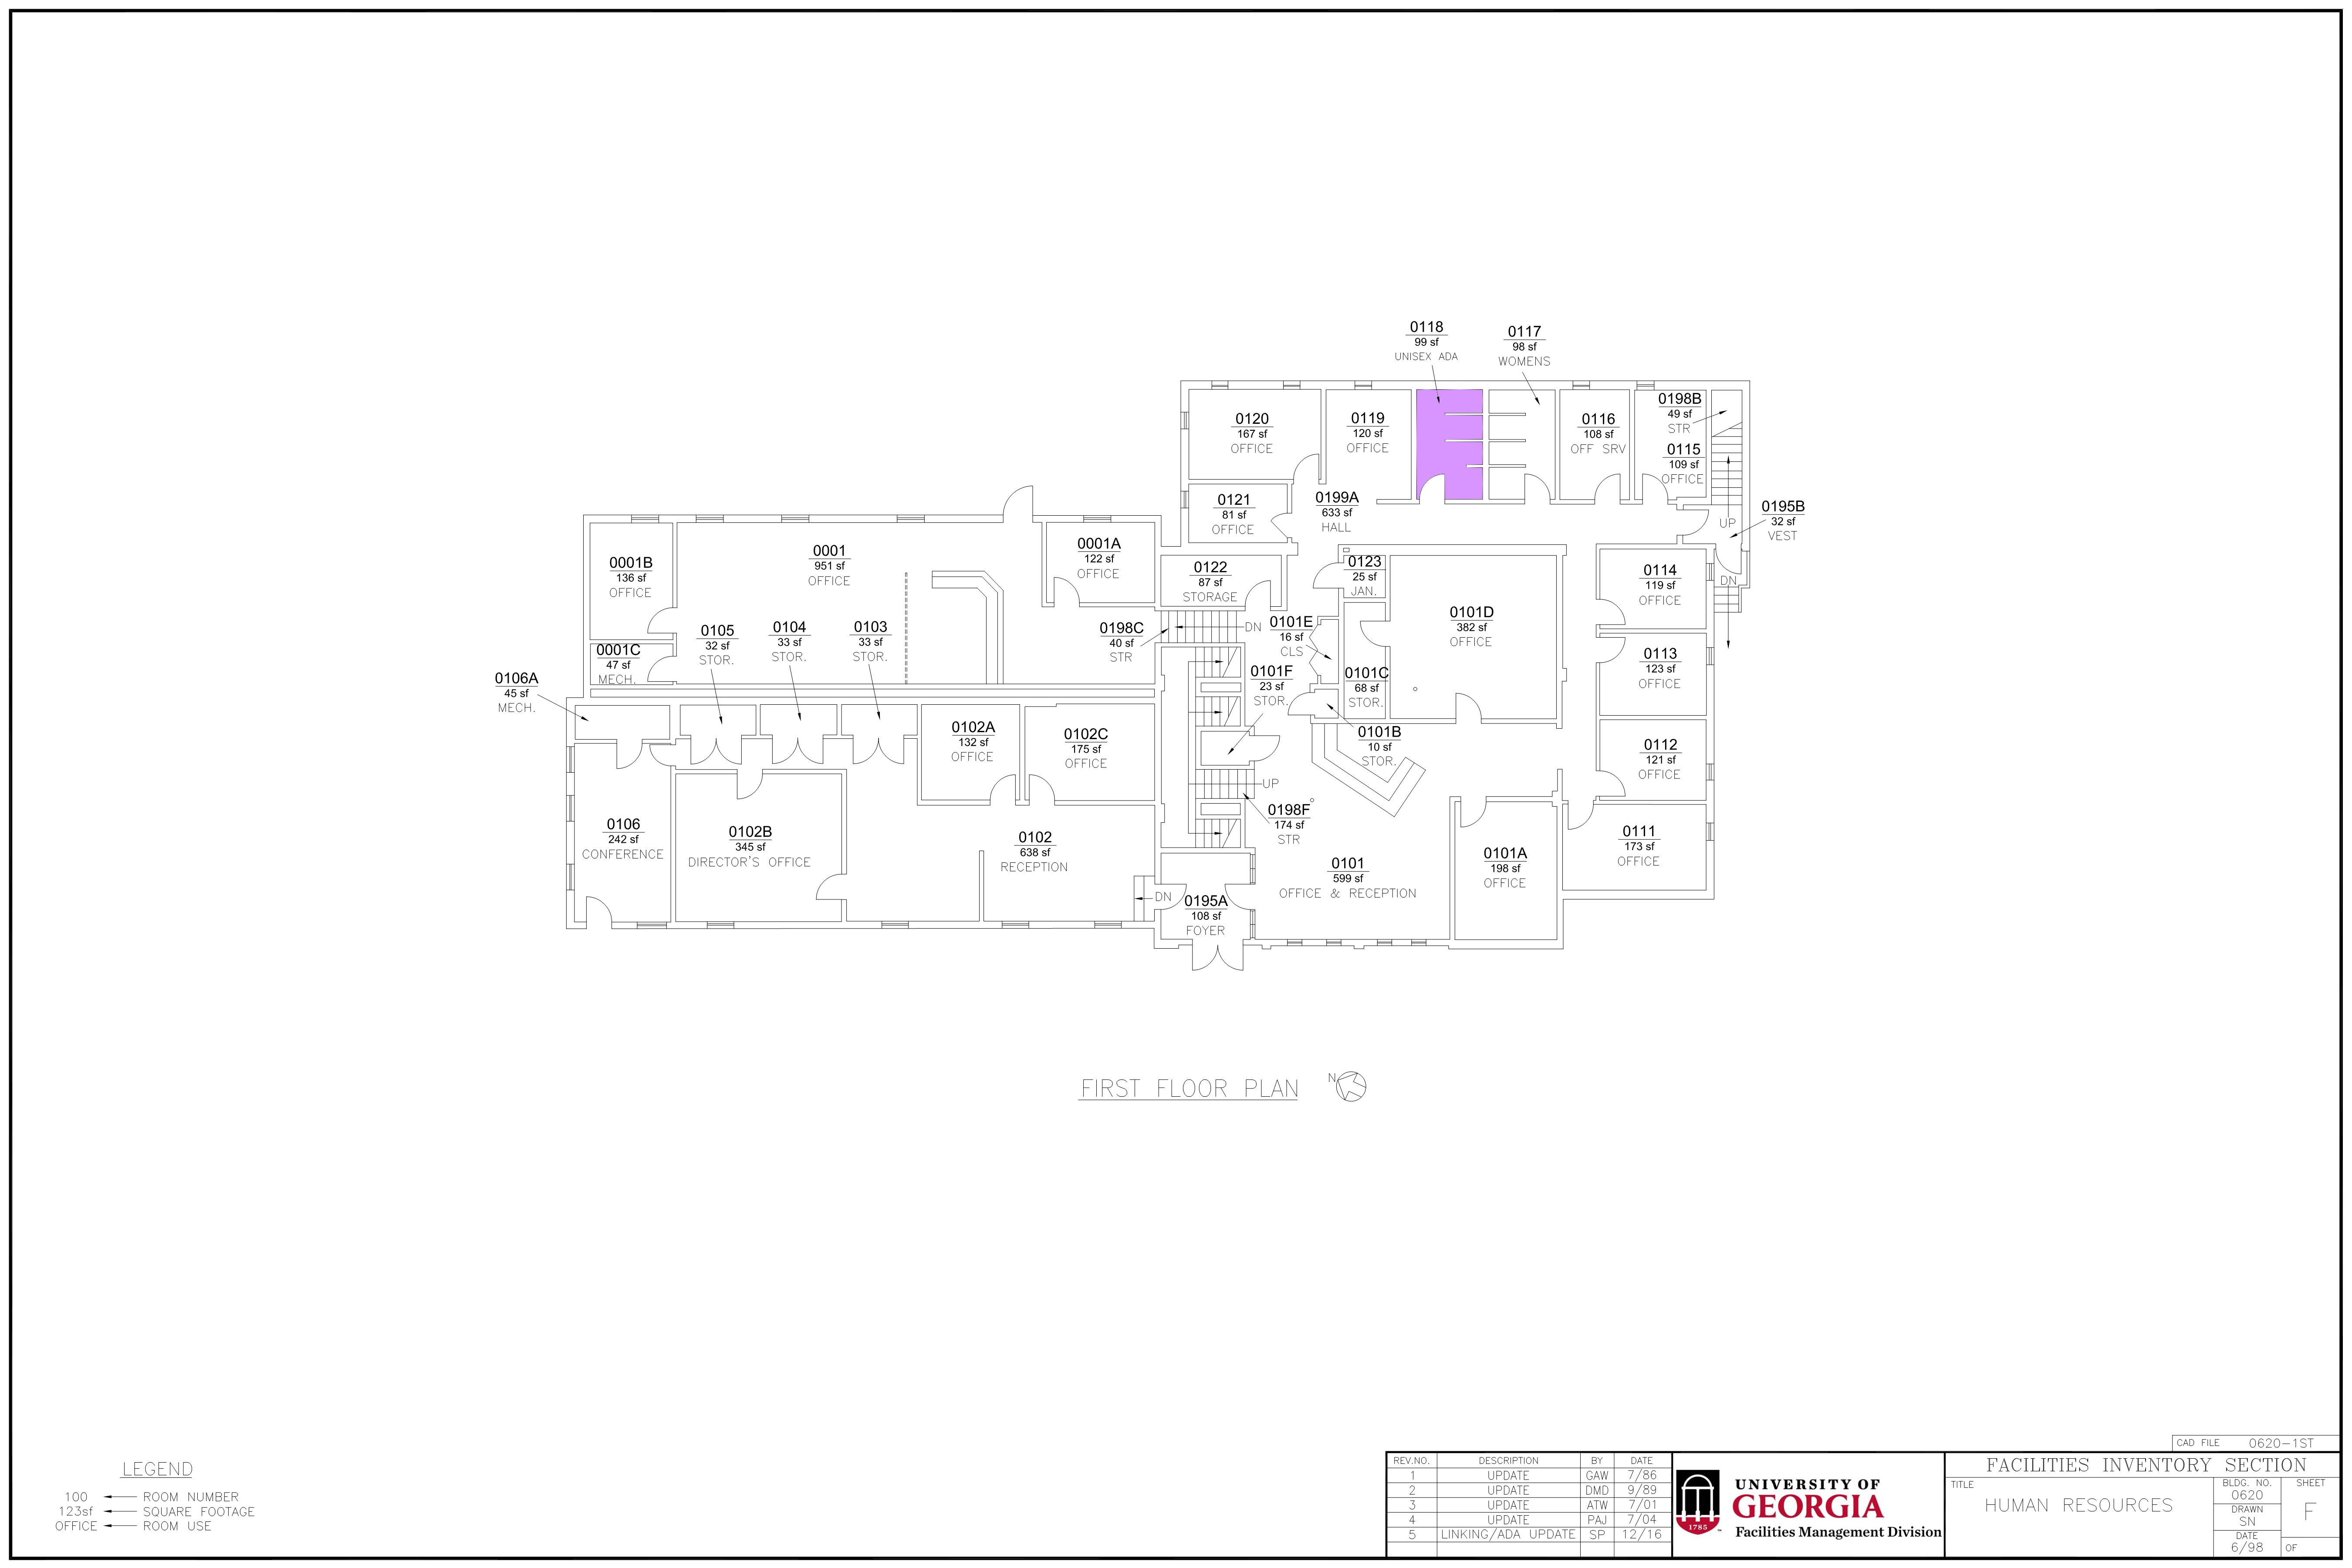 0118
99 sf
UNISEX ADA
0117
98 sf
WOMENS
0120
167 sf
OFFICE
0119
120 sf
OFFICE
0116
108 sf
OFF SRV
0198B
49 sf
STR
0115
109 sf
OFFICE
0121
81 sf
OFFICE
0199A
633 sf
HALL
UP
0195B
32 sf
VEST
0001B
136 sf
OFFICE
0001
951 sf
OFFICE
0001A
122 sf
OFFICE
0122
87 sf
STORAGE
0123
25 sf
JAN.
0114
119 sf
OFFICE
DN
0105
32 sf
STOR.
0104
33 sf
STOR.
0103
33 sf
STOR.
0198C
40 sf
STR
DN
0101E
16 sf
CLS
0101D
382 sf
OFFICE
0001C
47 sf
MECH.
0106A
45 sf
MECH.
0101F
23 sf
STOR.
0101C
68 sf
STOR.
0113
123 sf
OFFICE
0102A
132 sf
OFFICE
0102C
175 sf
OFFICE
0101B
10 sf
STOR.
0112
121 sf
OFFICE
UP
0106
242 sf
CONFERENCE
0102B
345 sf
DIRECTOR'S OFFICE
0102
638 sf
RECEPTION
0198F
174 sf
STR
0101
599 sf
OFFICE & RECEPTION
0101A
198 sf
OFFICE
0111
173 sf
OFFICE
DN
0195A
108 sf
FOYER
FIRST FLOOR PLAN
N
LEGEND
100 ROOM NUMBER
123sf SQUARE FOOTAGE
OFFICE ROOM USE
CAD FILE 0620-1ST
REV.NO. DESCRIPTION BY DATE
1 UPDATE GAW 7/86
2 UPDATE DMD 9/89
3 UPDATE ATW 7/01
4 UPDATE PAJ 7/04
5 LINKING/ADA UPDATE SP 12/16
1785
UNIVERSITY OF
GEORGIA
Facilities Management Division
FACILITIES INVENTORY SECTION
TITLE
HUMAN RESOURCES
BLDG. NO.
0620
DRAWN
SN
DATE
6/98
SHEET
F
OF